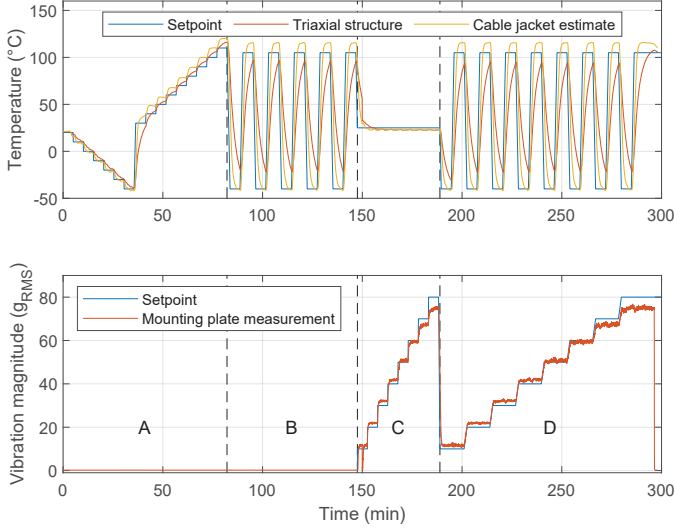 Setpoint Triaxial structure Cable jacket estimate
Temperature (°C)
150
100
50
0
-50
0 50 100 150 200 250 300
Setpoint
Mounting plate measurement
Vibration magnitude (gRMS)
80
60
40
20
0
A B C D
0 50 100 150 200 250 300
Time (min)